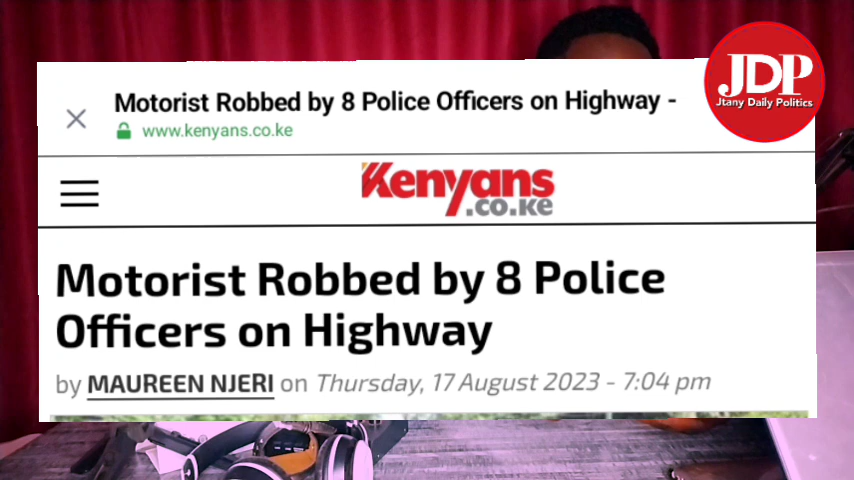 Motorist Robbed by 8 Police Officers on Highway -
www.kenyans.co.ke
JDP
Jtany Daily Politics
Kenyans
.co.ke
Motorist Robbed by 8 Police
Officers on Highway
by MAUREEN NJERI on Thursday, 17 August 2023 - 7:04 pm